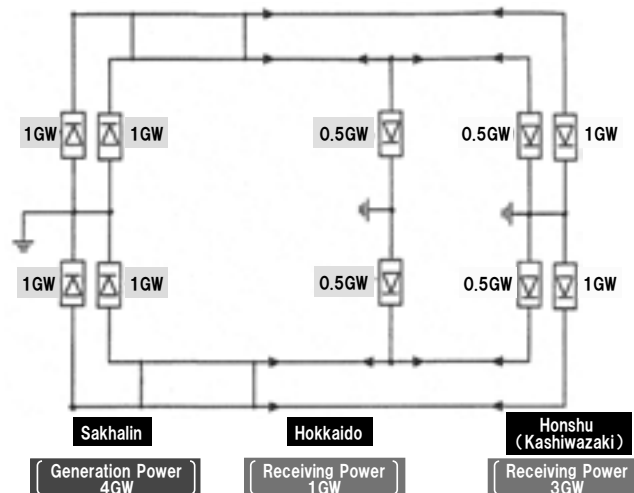 1GW 1GW 0.5GW 0.5GW 1GW
1GW 1GW 0.5GW 0.5GW 1GW
Sakhalin
Hokkaido
Honshu
(Kashiwazaki)
Generation Power
4GW
Receiving Power
1GW
Receiving Power
3GW